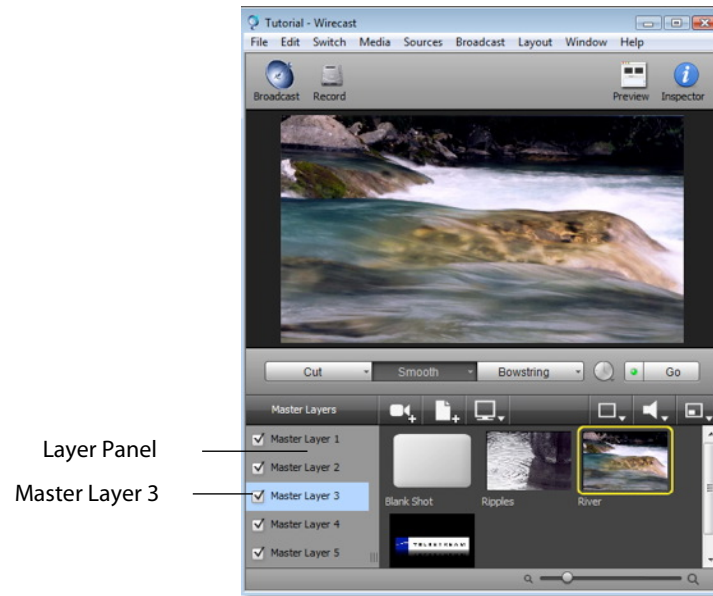 Tutorial - Wirecast
File Edit Switch Media Sources Broadcast Layout Window Help
Broadcast Record Preview Inspector
Cut Smooth Bowstring Go
Master Layers
Layer Panel
Master Layer 3
Master Layer 1
Master Layer 2
Master Layer 3
Master Layer 4
Master Layer 5
Blank Shot Ripples River
TELESTREAM